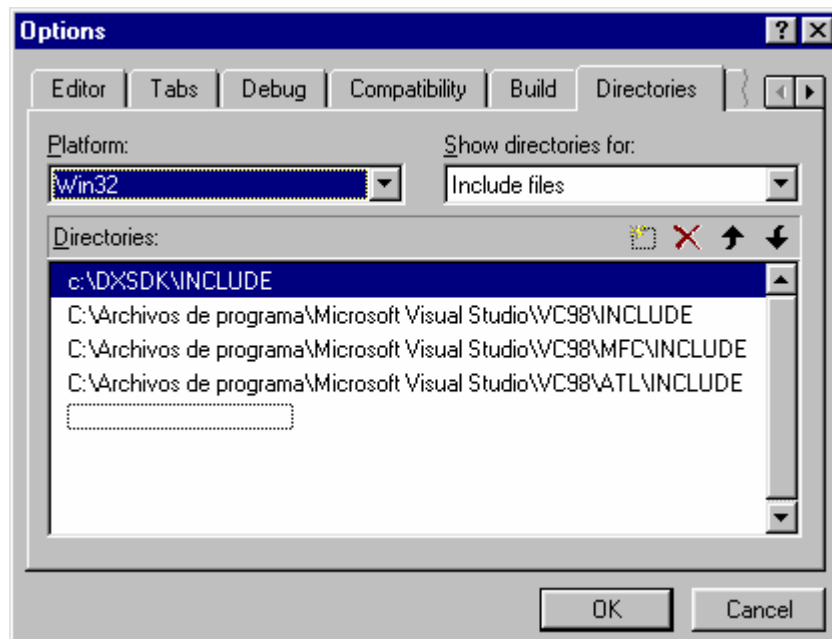 Options
Editor Tabs Debug Compatibility Build Directories
Platform: Show directories for:
Win32 Include files
Directories:
c:\DXSDK\INCLUDE
C:\Archivos de programa\Microsoft Visual Studio\VC98\INCLUDE
C:\Archivos de programa\Microsoft Visual Studio\VC98\MFC\INCLUDE
C:\Archivos de programa\Microsoft Visual Studio\VC98\ATL\INCLUDE
OK Cancel